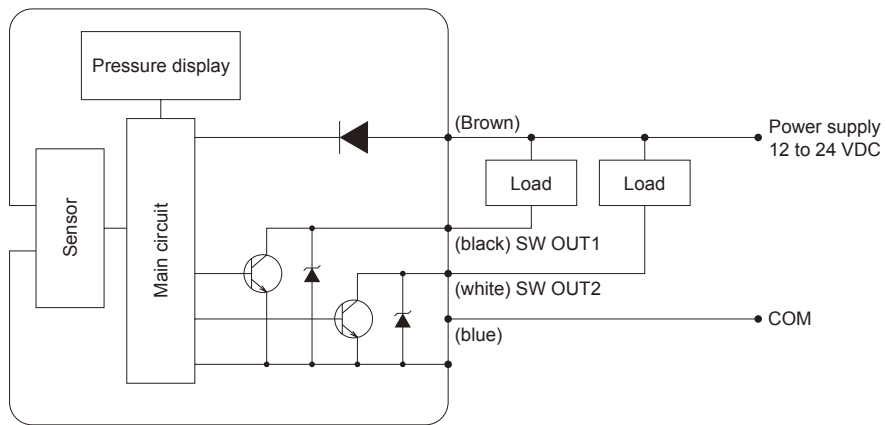 Pressure display
(Brown)
Power supply
12 to 24 VDC
Load
Load
Sensor
Main circuit
(black) SW OUT1
(white) SW OUT2
(blue)
COM